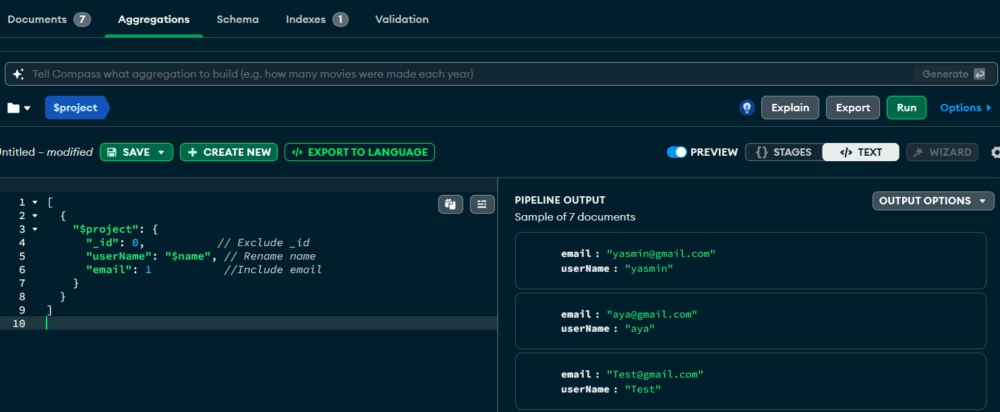 Documents 7 Aggregations Schema Indexes 1 Validation
Tell Compass what aggregation to build (e.g. how many movies were made each year) Generate
$project Explain Export Run Options
Untitled – modified SAVE + CREATE NEW </> EXPORT TO LANGUAGE PREVIEW {} STAGES </> TEXT WIZARD
1 [
2 {
3 "$project": {
4 "_id": 0, // Exclude _id
5 "userName": "$name", // Rename name
6 "email": 1 //Include email
7 }
8 }
9 ]
10
PIPELINE OUTPUT OUTPUT OPTIONS
Sample of 7 documents
email : "yasmin@gmail.com"
userName : "yasmin"
email : "aya@gmail.com"
userName : "aya"
email : "Test@gmail.com"
userName : "Test"